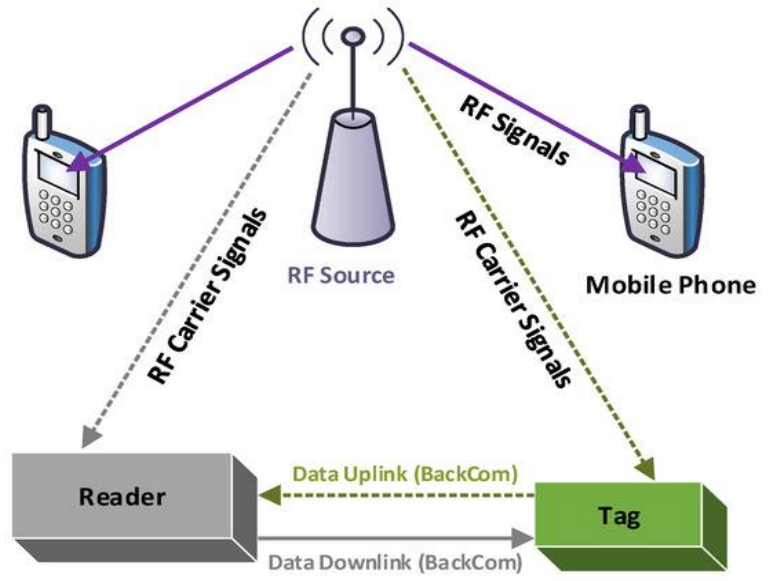 RF Signals
RF Carrier Signals
RF Source
RF Carrier Signals
Mobile Phone
Reader
Data Uplink (BackCom)
Tag
Data Downlink (BackCom)